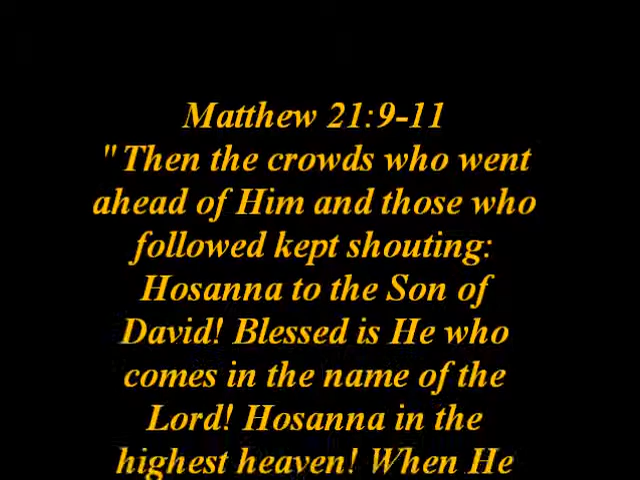 Matthew 21:9-11
"Then the crowds who went
ahead of Him and those who
followed kept shouting:
Hosanna to the Son of
David! Blessed is He who
comes in the name of the
Lord! Hosanna in the
highest heaven! When He